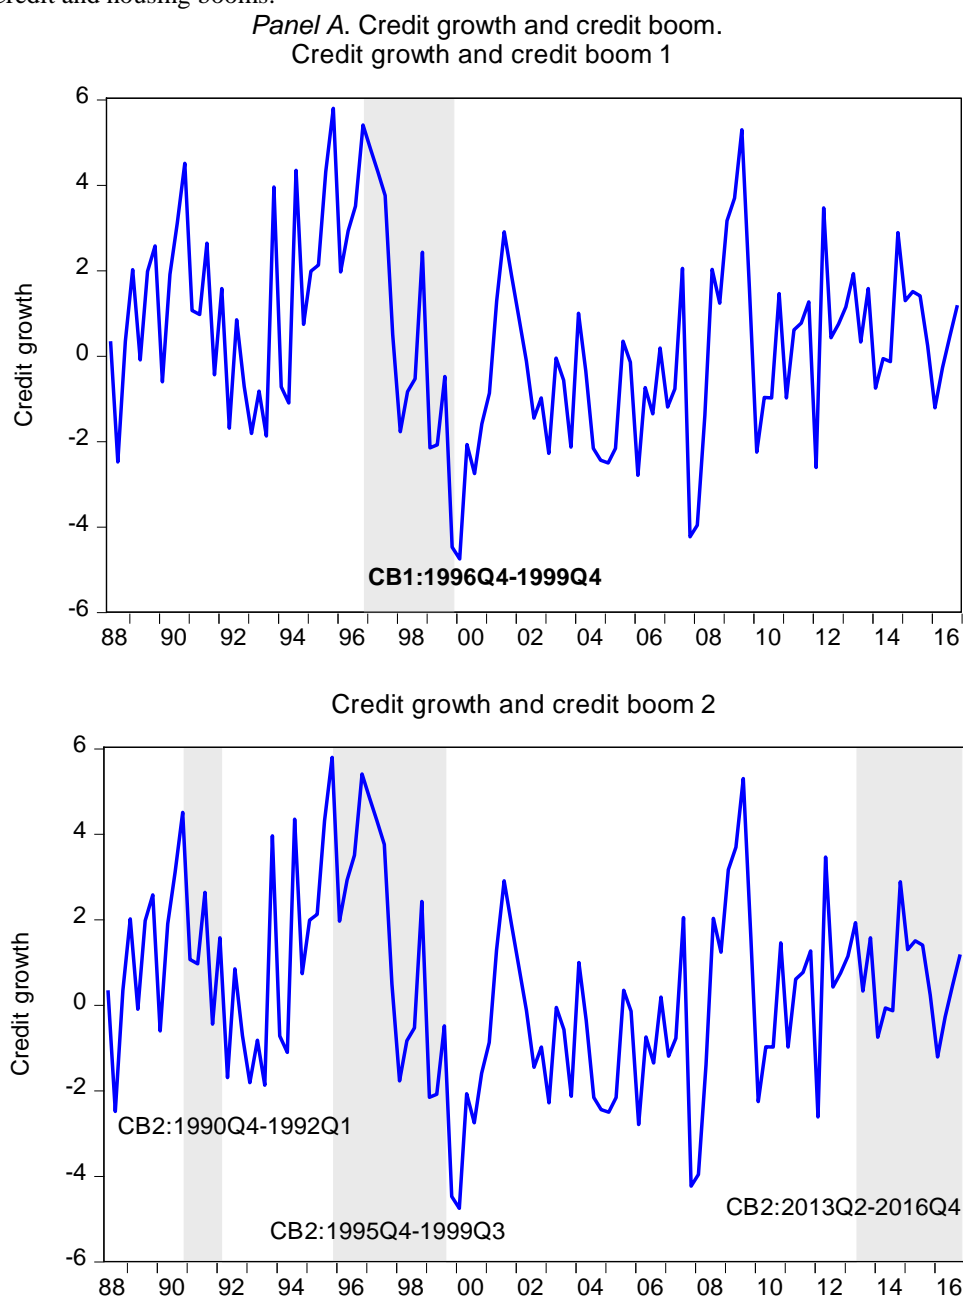 Credit and housing booms.
Panel A. Credit growth and credit boom.
Credit growth and credit boom 1
6
4
2
0
-2
-4
-6
Credit growth
CB1:1996Q4-1999Q4
88 90 92 94 96 98 00 02 04 06 08 10 12 14 16
Credit growth and credit boom 2
6
4
2
0
-2
-4
-6
Credit growth
CB2:1990Q4-1992Q1
CB2:2013Q2-2016Q4
CB2:1995Q4-1999Q3
88 90 92 94 96 98 00 02 04 06 08 10 12 14 16